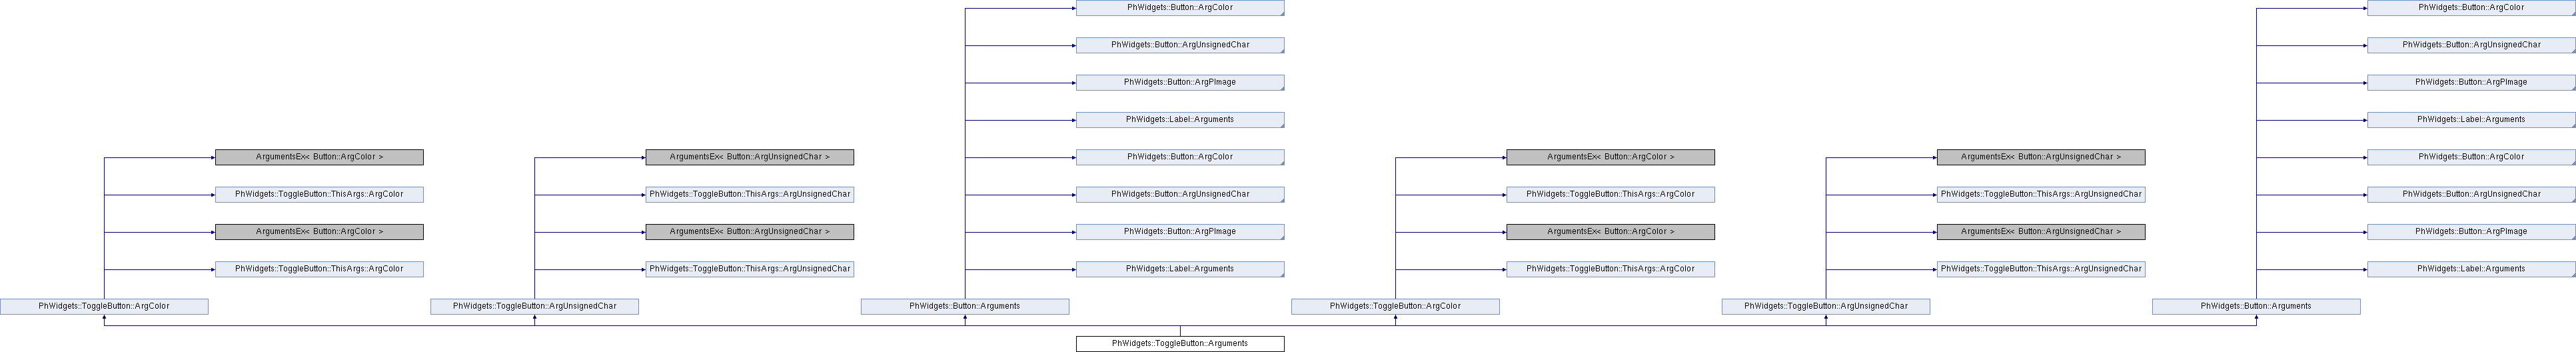 PhWidgets::Button::ArgColor
PhWidgets::Button::ArgColor
PhWidgets::Button::ArgUnsignedChar
PhWidgets::Button::ArgUnsignedChar
PhWidgets::Button::ArgPImage
PhWidgets::Button::ArgPImage
PhWidgets::Label::Arguments
PhWidgets::Label::Arguments
ArgumentsEx< Button::ArgColor >
ArgumentsEx< Button::ArgUnsignedChar >
PhWidgets::Button::ArgColor
ArgumentsEx< Button::ArgColor >
ArgumentsEx< Button::ArgUnsignedChar >
PhWidgets::Button::ArgColor
PhWidgets::ToggleButton::ThisArgs::ArgColor
PhWidgets::ToggleButton::ThisArgs::ArgUnsignedChar
PhWidgets::Button::ArgUnsignedChar
PhWidgets::ToggleButton::ThisArgs::ArgColor
PhWidgets::ToggleButton::ThisArgs::ArgUnsignedChar
PhWidgets::Button::ArgUnsignedChar
ArgumentsEx< Button::ArgColor >
ArgumentsEx< Button::ArgUnsignedChar >
PhWidgets::Button::ArgPImage
ArgumentsEx< Button::ArgColor >
ArgumentsEx< Button::ArgUnsignedChar >
PhWidgets::Button::ArgPImage
PhWidgets::ToggleButton::ThisArgs::ArgColor
PhWidgets::ToggleButton::ThisArgs::ArgUnsignedChar
PhWidgets::Label::Arguments
PhWidgets::ToggleButton::ThisArgs::ArgColor
PhWidgets::ToggleButton::ThisArgs::ArgUnsignedChar
PhWidgets::Label::Arguments
PhWidgets::ToggleButton::ArgColor
PhWidgets::ToggleButton::ArgUnsignedChar
PhWidgets::Button::Arguments
PhWidgets::ToggleButton::ArgColor
PhWidgets::ToggleButton::ArgUnsignedChar
PhWidgets::Button::Arguments
PhWidgets::ToggleButton::Arguments